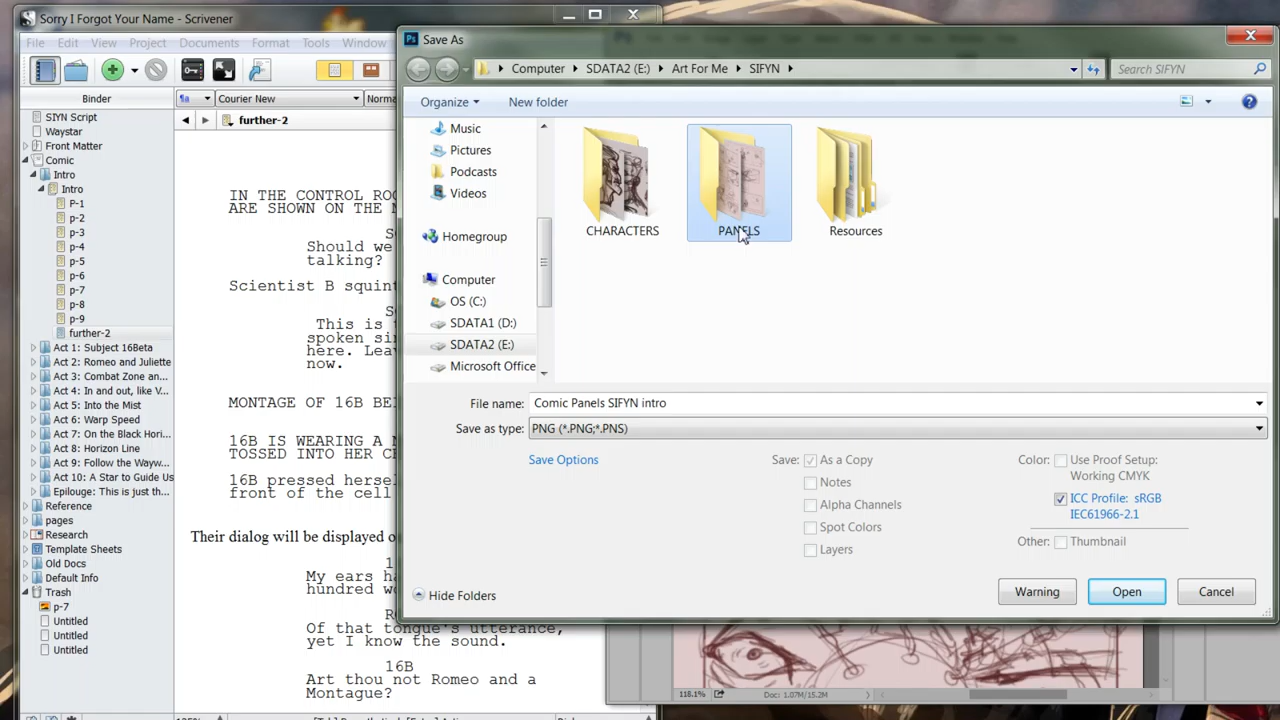 Sorry I Forgot Your Name - Scrivener
File Edit View Project Documents Format Tools Window
Binder
Courier New
further-2
SIYN Script
Waystar
Front Matter
Comic
Intro
Intro
P-1
p-2
p-3
p-4
p-5
p-6
p-7
p-8
p-9
further-2
Act 1: Subject 16Beta
Act 2: Romeo and Juliette
Act 3: Combat Zone an...
Act 4: In and out, like V...
Act 5: Into the Mist
Act 6: Warp Speed
Act 7: On the Black Hori...
Act 8: Horizon Line
Act 9: Follow the Wayw...
Act 10: A Star to Guide Us
Epilouge: This is just th...
Reference
pages
Research
Template Sheets
Old Docs
Default Info
Trash
p-7
Untitled
Untitled
Untitled
IN THE CONTROL
ARE SHOWN ON THE
Should we
talking?
Scientist B
This is
spoken
here.
now.
MONTAGE OF 16B
16B IS WEARING A
TOSSED INTO HER
16B pressed
front of the cell
Their dialog will be displayed
My ears
hundred
Of that tongue's utterance,
yet I know the sound.
16B
Art thou not Romeo and a
Montague?
Save As
Computer SDATA2 (E:) Art For Me SIFYN
Search SIFYN
Organize New folder
Music
Pictures
Podcasts
Videos
Homegroup
Computer
OS (C:)
SDATA1 (D:)
SDATA2 (E:)
Microsoft Office
CHARACTERS PANELS Resources
File name: Comic Panels SIFYN intro
Save as type: PNG (*.PNG;*.PNS)
Save Options
Save: As a Copy
Notes
Alpha Channels
Spot Colors
Layers
Color: Use Proof Setup:
Working CMYK
ICC Profile: sRGB
IEC61966-2.1
Other: Thumbnail
Hide Folders
Warning Open Cancel
118.1% Doc: 1.07M/15.2M